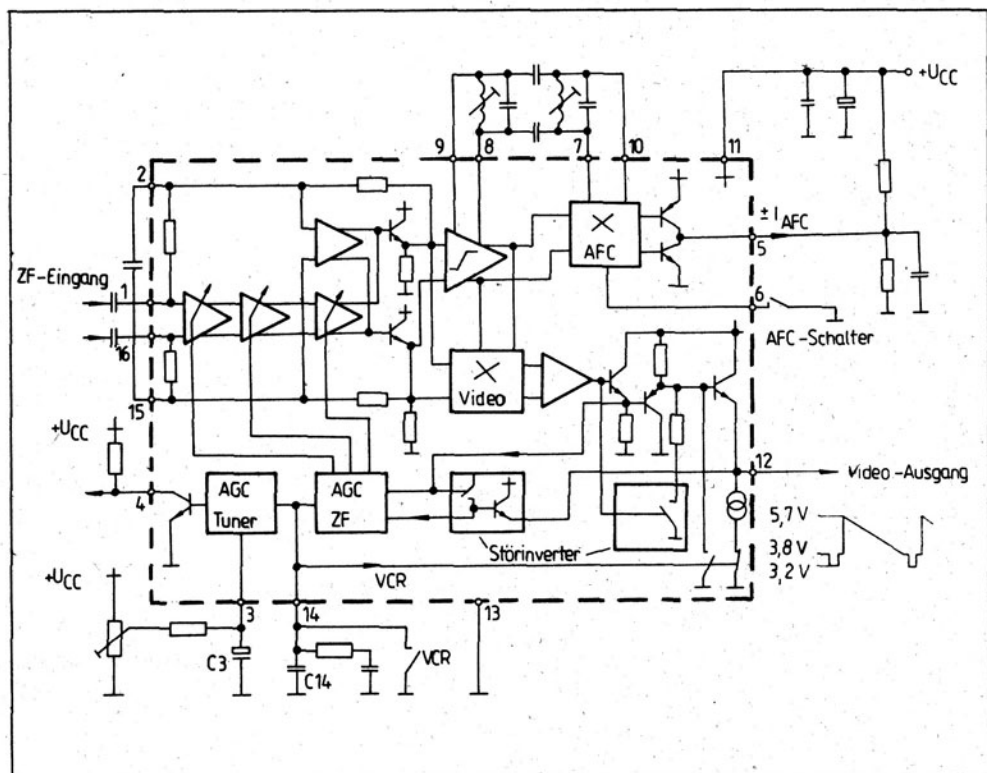 +UCC
9
8
7
10
11
2
±IAFC
5
AFC
ZF-Eingang
1
6
AFC-Schalter
16
Video
15
+UCC
12
Video-Ausgang
4
AGC
Tuner
AGC
ZF
5,7 V
Störinverter
3,8 V
3,2 V
VCR
+UCC
3
14
13
C3
C14
VCR